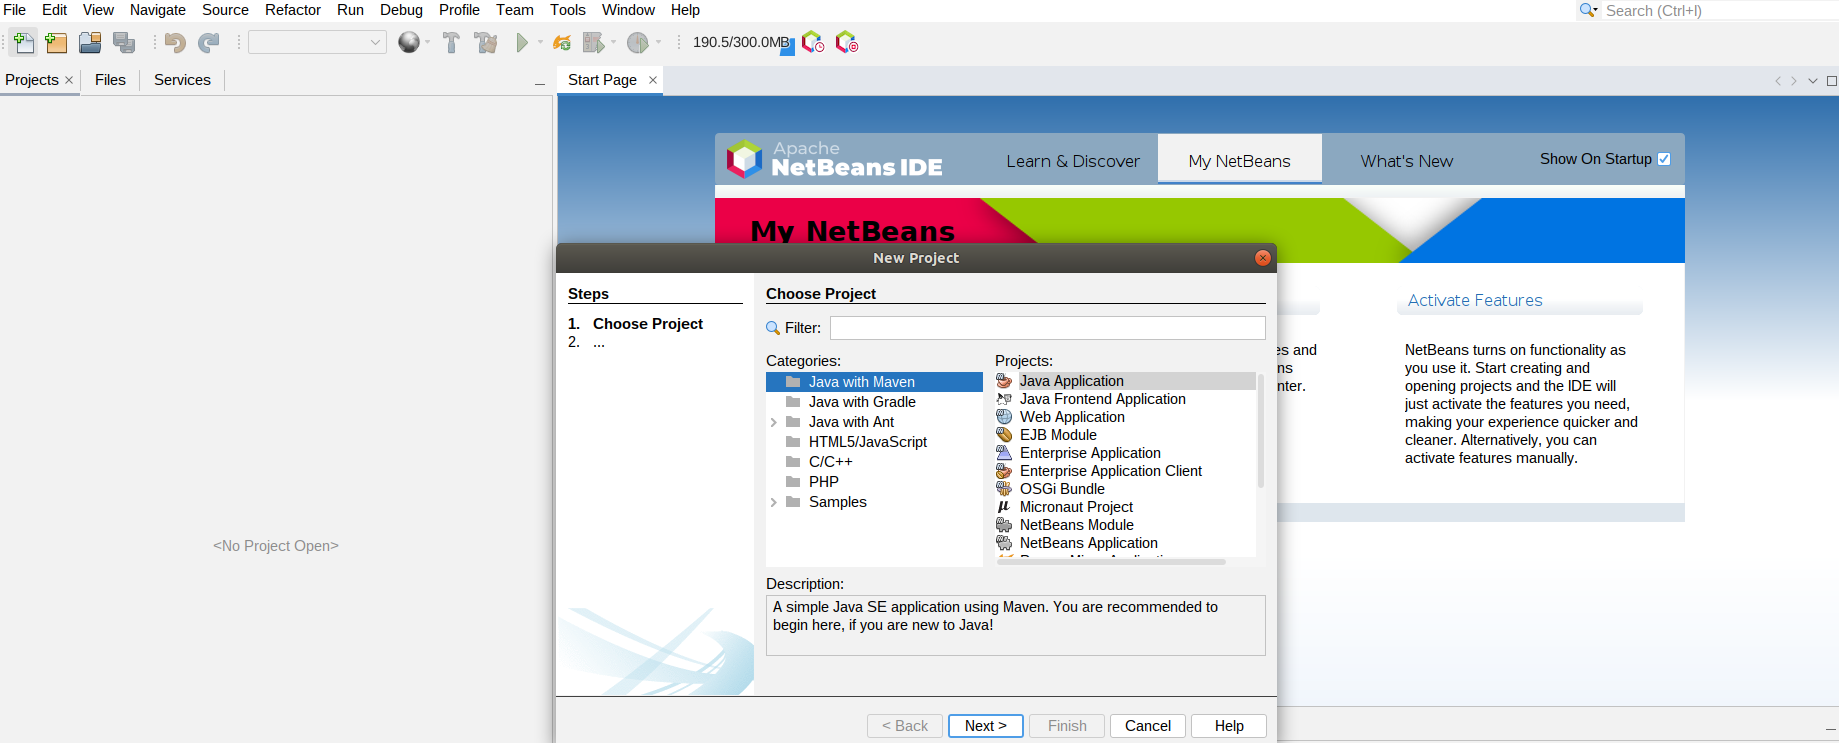 File Edit View Navigate Source Refactor Run Debug Profile Team Tools Window Help
Search (Ctrl+I)
190.5/300.0MB
Projects Files Services
Start Page
Apache
NetBeans IDE
Learn & Discover My NetBeans What's New Show On Startup
My NetBeans
New Project
Steps
1. Choose Project
2. ...
Choose Project
Filter:
Categories:
Java with Maven
Java with Gradle
Java with Ant
HTML5/JavaScript
C/C++
PHP
Samples
Projects:
Java Application
Java Frontend Application
Web Application
EJB Module
Enterprise Application
Enterprise Application Client
OSGi Bundle
Micronaut Project
NetBeans Module
NetBeans Application
Description:
A simple Java SE application using Maven. You are recommended to
begin here, if you are new to Java!
< Back Next > Finish Cancel Help
and
Activate Features
NetBeans turns on functionality as
you use it. Start creating and
opening projects and the IDE will
just activate the features you need,
making your experience quicker and
cleaner. Alternatively, you can
activate features manually.
<No Project Open>